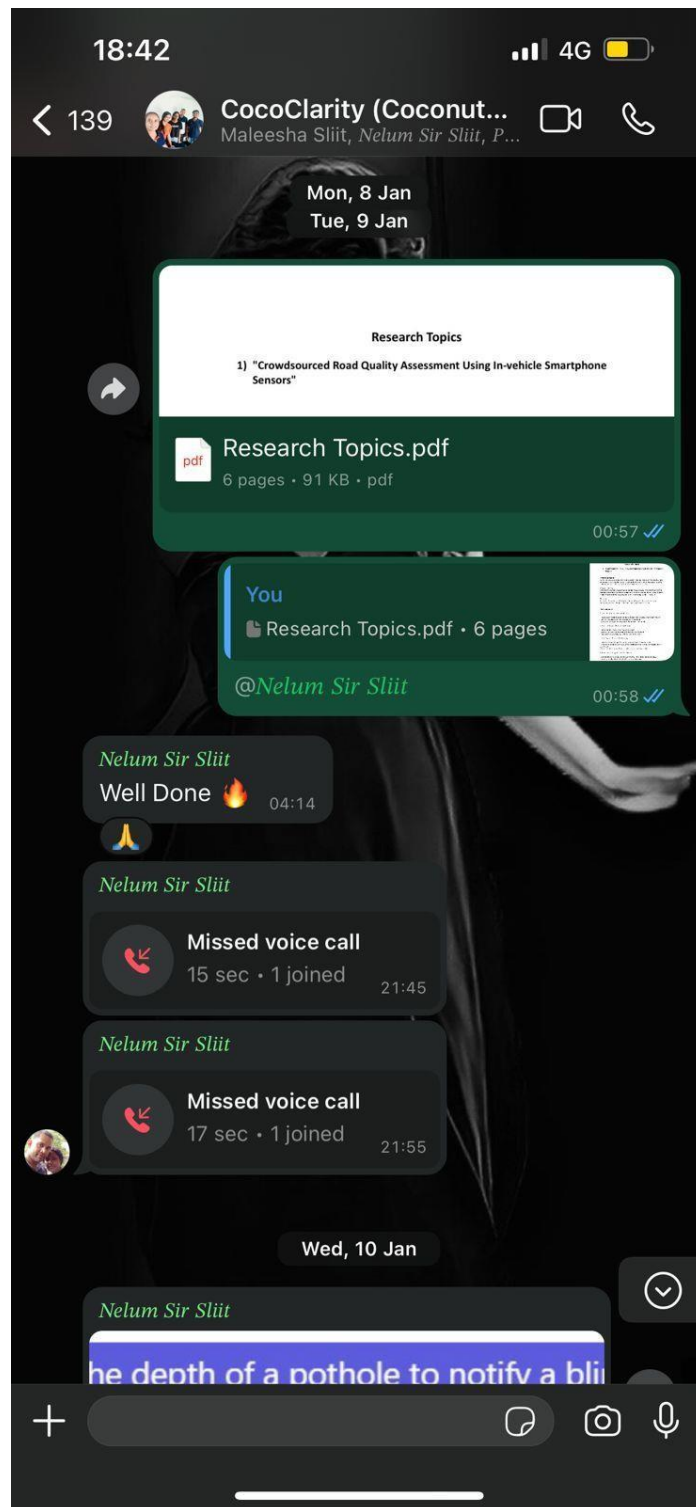 18:42
4G
139
CocoClarity (Coconut...
Maleesha Sliit, Nelum Sir Sliit, P...
Mon, 8 Jan
Tue, 9 Jan
Research Topics
1) "Crowdsourced Road Quality Assessment Using In-vehicle Smartphone
Sensors"
pdf
Research Topics.pdf
6 pages • 91 KB • pdf
00:57
You
Research Topics.pdf • 6 pages
@Nelum Sir Sliit
00:58
Nelum Sir Sliit
Well Done 🔥
04:14
🙏
Nelum Sir Sliit
Missed voice call
15 sec • 1 joined
21:45
Nelum Sir Sliit
Missed voice call
17 sec • 1 joined
21:55
Wed, 10 Jan
Nelum Sir Sliit
he depth of a pothole to notify a bli